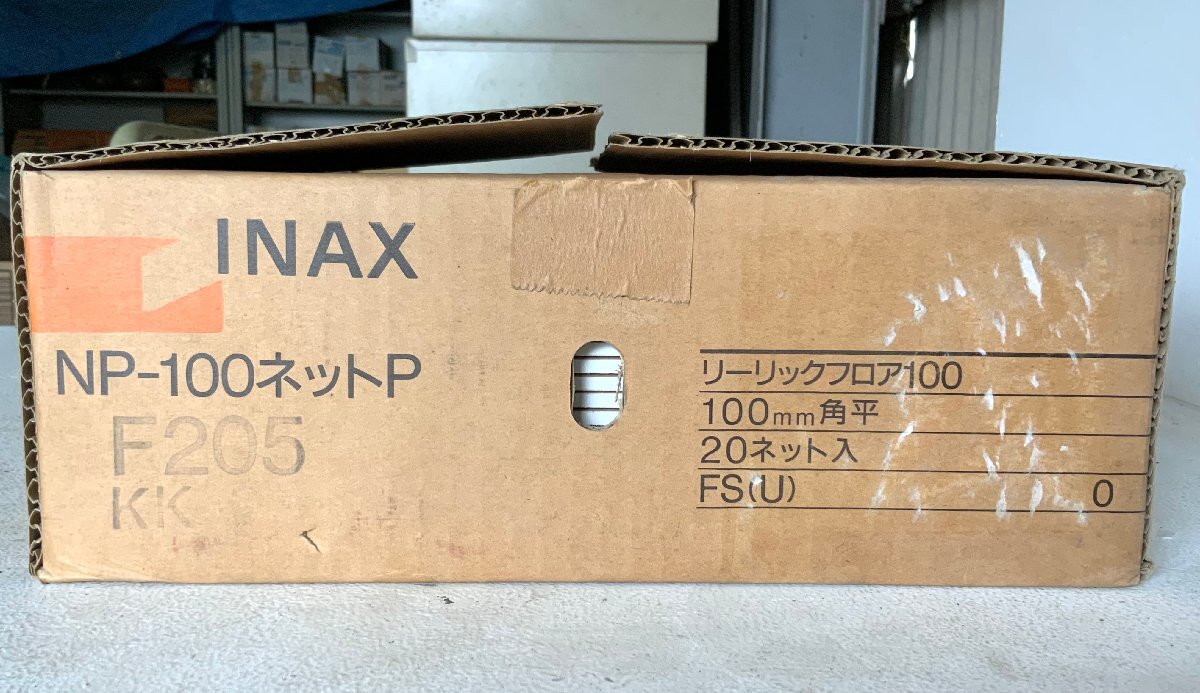 INAX
NP-100ネットP
F205
KK
リーリックフロア100
100mm角平
20ネット入
FS(U) 0